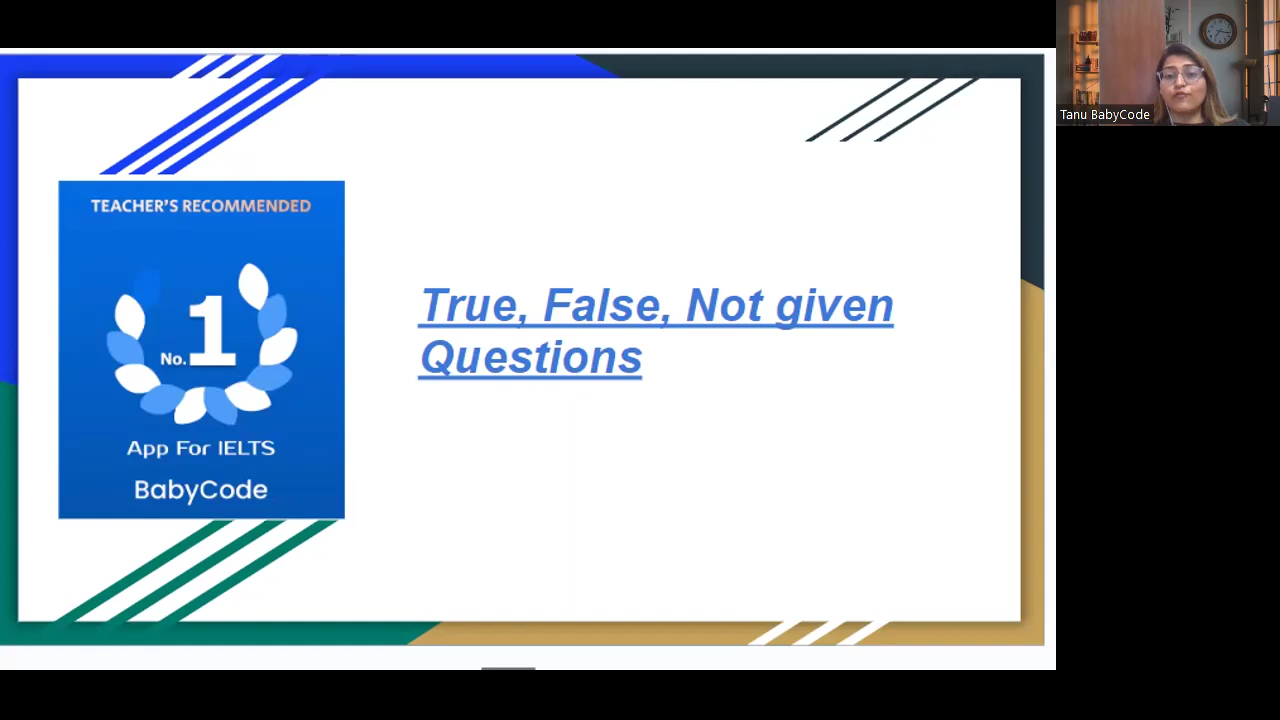 TEACHER'S RECOMMENDED
No. 1
App For IELTS
BabyCode
True, False, Not given
Questions
Tanu BabyCode